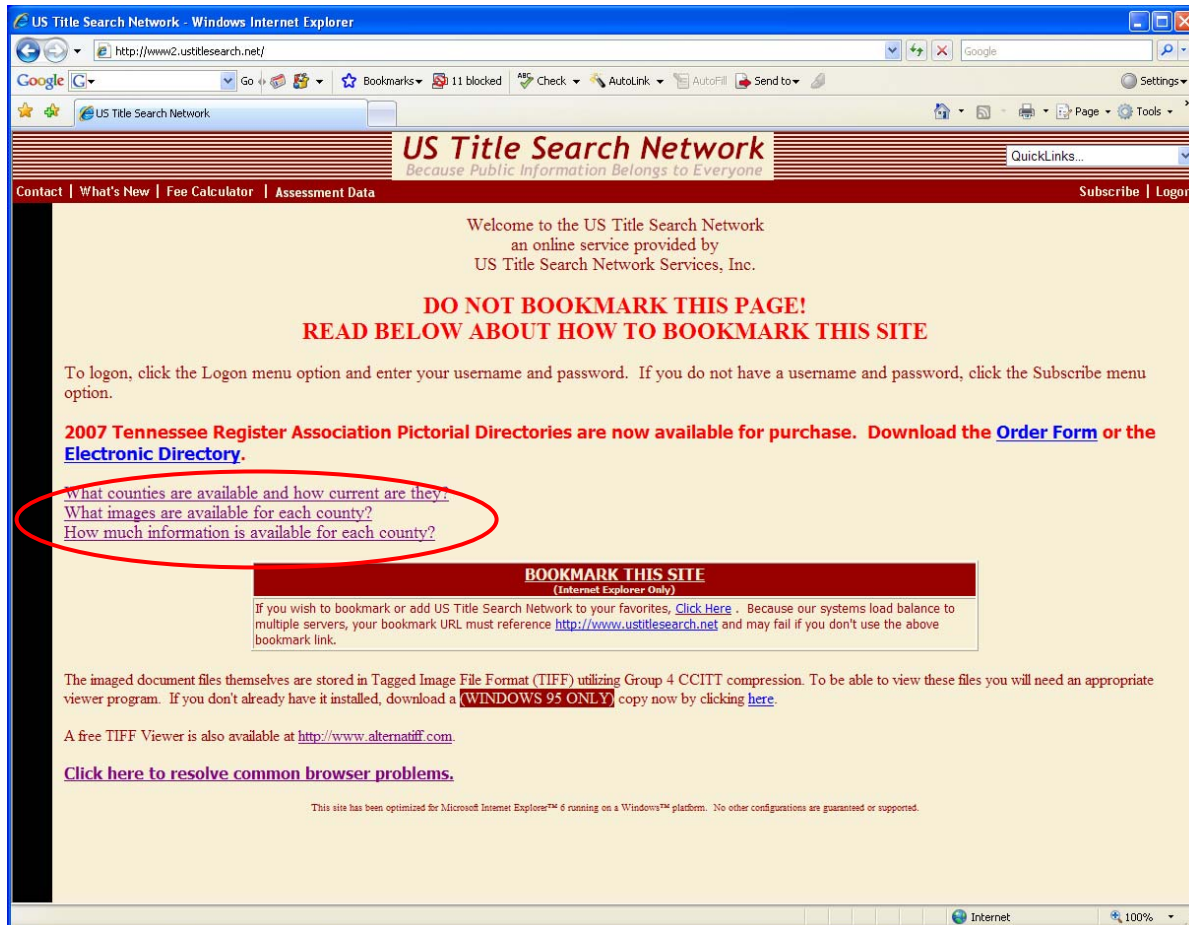 US Title Search Network - Windows Internet Explorer
http://www2.ustitlesearch.net/
Google
Google G Go Bookmarks 11 blocked ABC Check AutoLink AutoFill Send to Settings
US Title Search Network Page Tools
US Title Search Network
Because Public Information Belongs to Everyone
QuickLinks...
Contact | What's New | Fee Calculator | Assessment Data Subscribe | Logon
Welcome to the US Title Search Network
an online service provided by
US Title Search Network Services, Inc.
DO NOT BOOKMARK THIS PAGE!
READ BELOW ABOUT HOW TO BOOKMARK THIS SITE
To logon, click the Logon menu option and enter your username and password. If you do not have a username and password, click the Subscribe menu
option.
2007 Tennessee Register Association Pictorial Directories are now available for purchase. Download the Order Form or the
Electronic Directory.
What counties are available and how current are they?
What images are available for each county?
How much information is available for each county?
BOOKMARK THIS SITE
(Internet Explorer Only)
If you wish to bookmark or add US Title Search Network to your favorites, Click Here . Because our systems load balance to
multiple servers, your bookmark URL must reference http://www.ustitlesearch.net and may fail if you don't use the above
bookmark link.
The imaged document files themselves are stored in Tagged Image File Format (TIFF) utilizing Group 4 CCITT compression. To be able to view these files you will need an appropriate
viewer program. If you don't already have it installed, download a (WINDOWS 95 ONLY) copy now by clicking here.
A free TIFF Viewer is also available at http://www.alternatiff.com.
Click here to resolve common browser problems.
This site has been optimized for Microsoft Internet Explorer™ 6 running on a Windows™ platform. No other configurations are guaranteed or supported.
Internet 100%